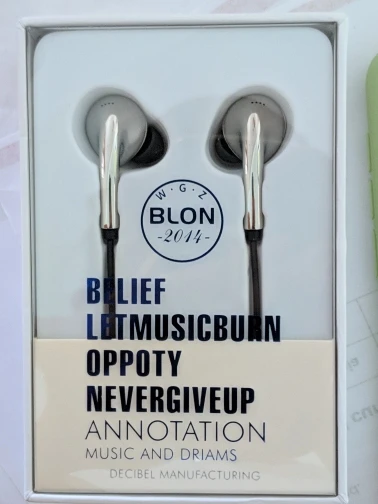 W·G·Z
BLON
-2014-
BELIEF
LETMUSICBURN
OPPOTY
NEVERGIVEUP
ANNOTATION
MUSIC AND DRIAMS
DECIBEL MANUFACTURING